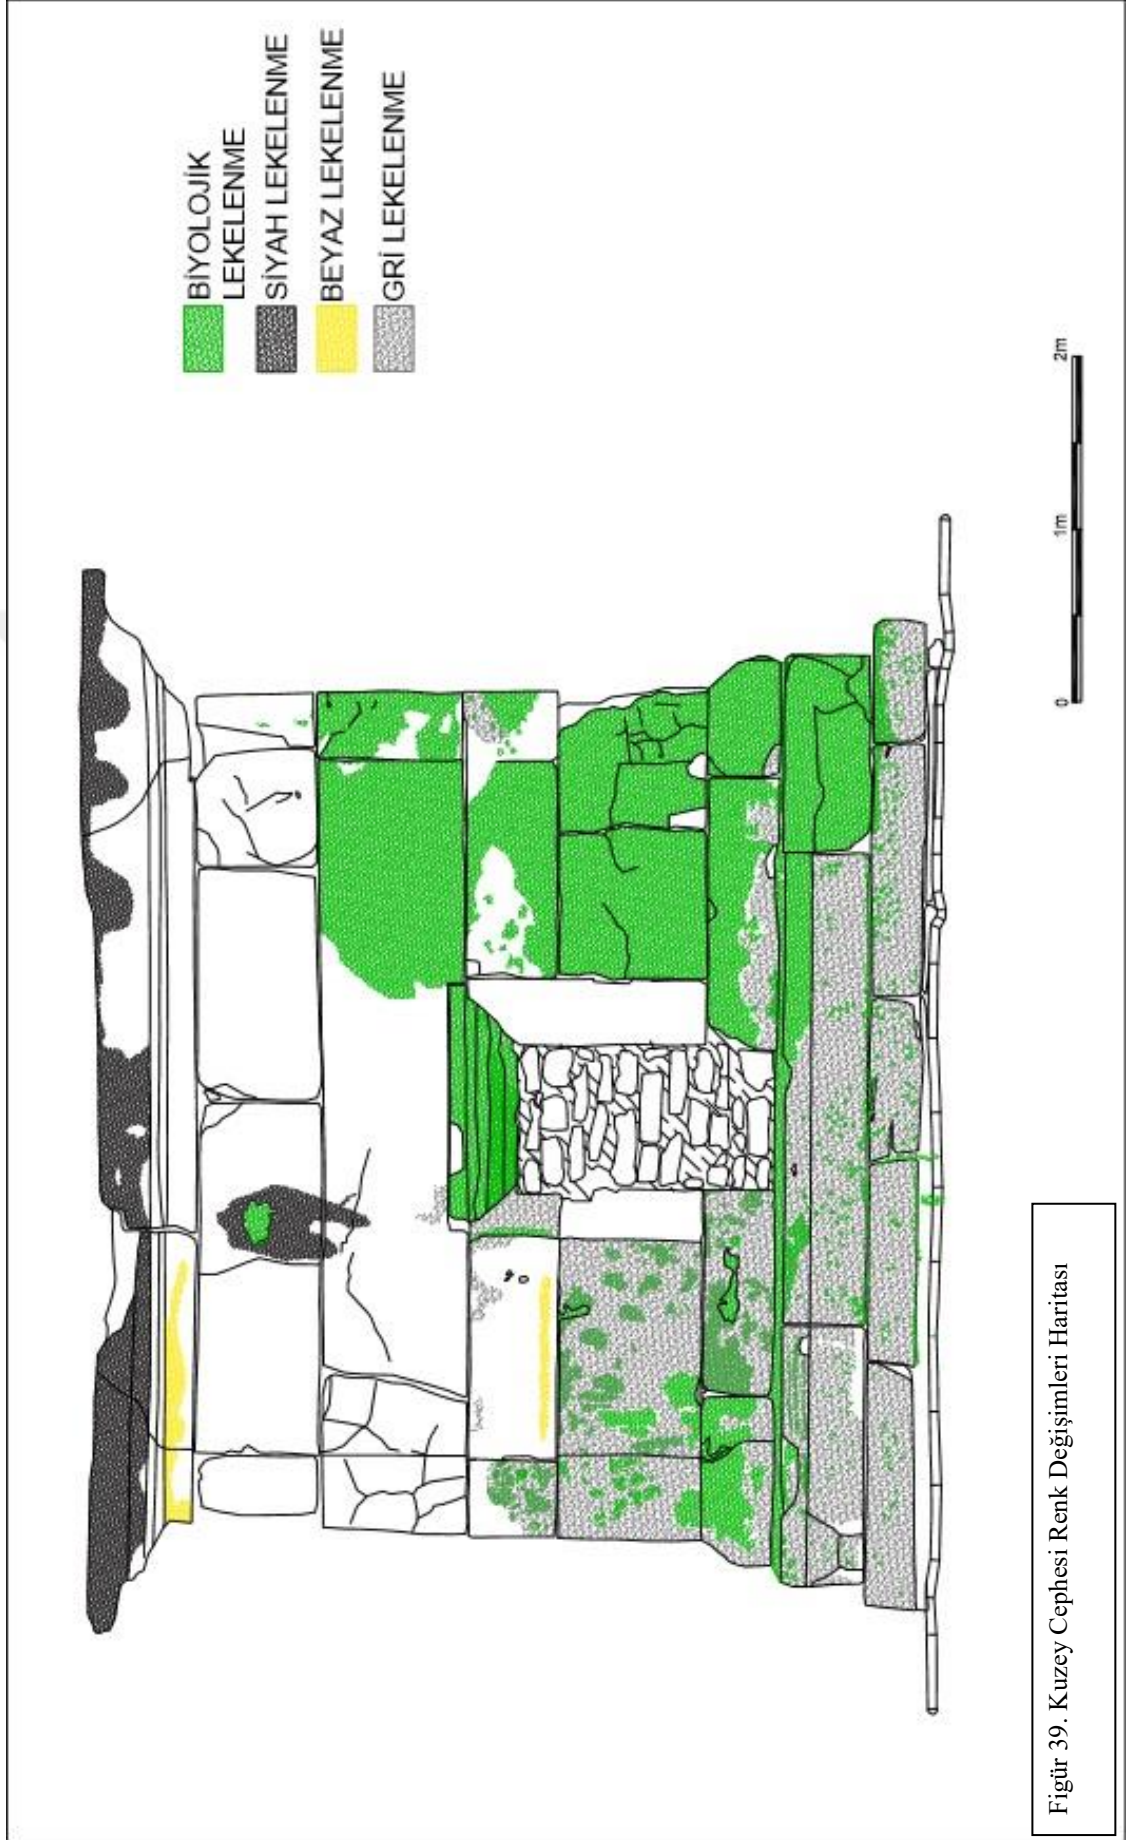 BİYOLOJİK
LEKELENME
SİYAH LEKELENME
BEYAZ LEKELENME
GRİ LEKELENME
0 1m 2m
Figür 39. Kuzey Cephesi Renk Değişimleri Haritası